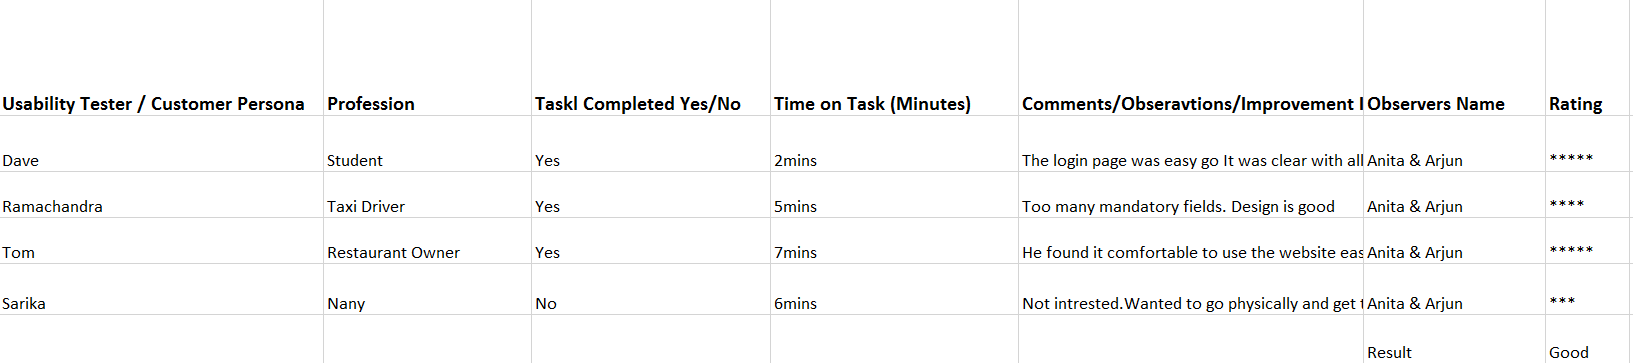 Usability Tester / Customer Persona Profession Taskl Completed Yes/No Time on Task (Minutes) Comments/Obseravtions/Improvement Observers Name Rating
Dave Student Yes 2mins The login page was easy go It was clear with all Anita & Arjun *****
Ramachandra Taxi Driver Yes 5mins Too many mandatory fields. Design is good Anita & Arjun ****
Tom Restaurant Owner Yes 7mins He found it comfortable to use the website eas Anita & Arjun *****
Sarika Nany No 6mins Not intrested.Wanted to go physically and get Anita & Arjun ***
Result Good